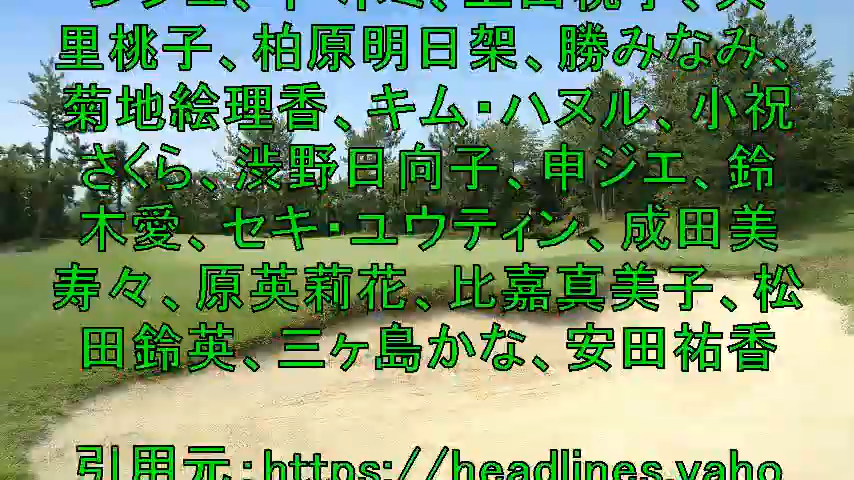 里桃子、柏原明日架、勝みなみ、
菊地絵理香、キム・ハヌル、小祝
さくら、渋野日向子、申ジエ、鈴
木愛、セキ・ユウティン、成田美
寿々、原英莉花、比嘉真美子、松
田鈴英、三ヶ島かな、安田祐香
引用元：https://headlines.yaho